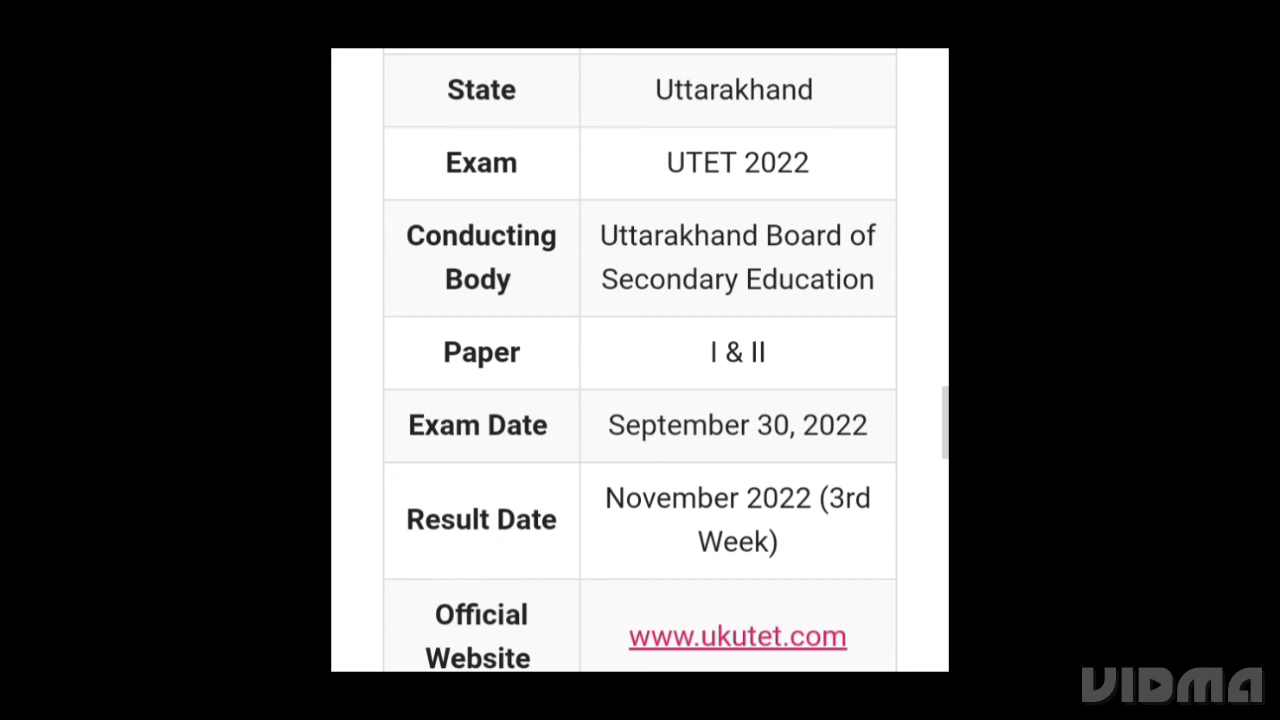 State Uttarakhand
Exam UTET 2022
Conducting Body Uttarakhand Board of Secondary Education
Paper I & II
Exam Date September 30, 2022
Result Date November 2022 (3rd Week)
Official Website www.ukutet.com
VIDMA